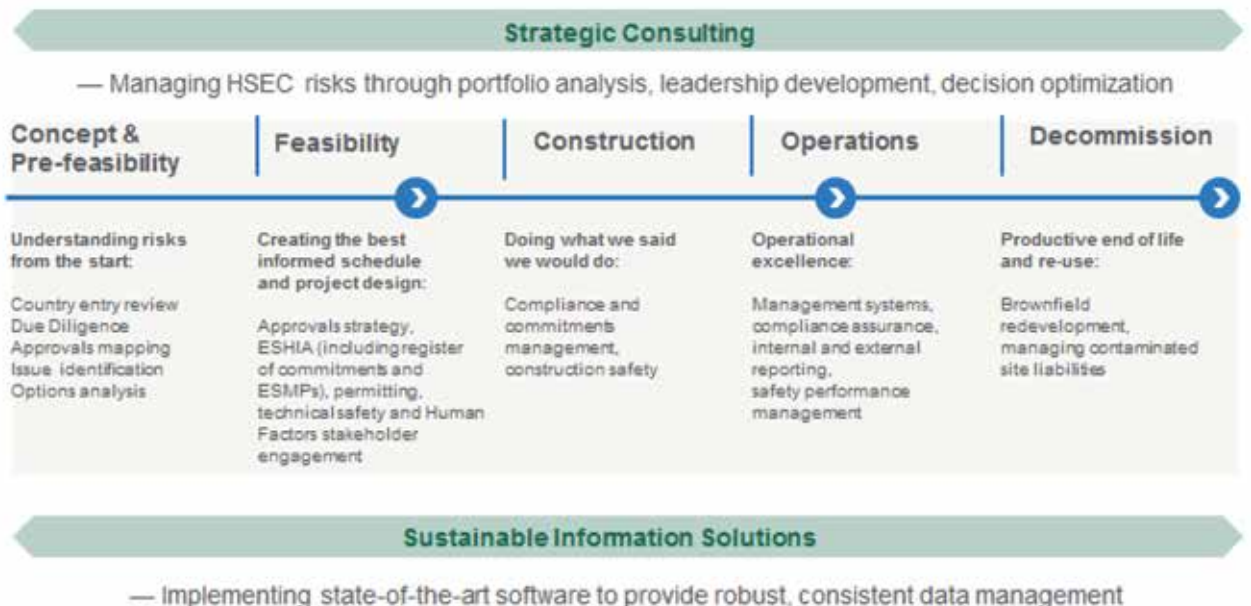 Strategic Consulting
— Managing HSEC risks through portfolio analysis, leadership development, decision optimization
Concept &
Pre-feasibility
Feasibility
Construction
Operations
Decommission
Understanding risks
from the start:
Country entry review
Due Diligence
Approvals mapping
Issue identification
Options analysis
Creating the best
informed schedule
and project design:
Approvals strategy,
ESHIA (including register
of commitments and
ESMPs), permitting,
technical safety and Human
Factors stakeholder
engagement
Doing what we said
we would do:
Compliance and
commitments
management,
construction safety
Operational
excellence:
Management systems,
compliance assurance,
internal and external
reporting,
safety performance
management
Productive end of life
and re-use:
Brownfield
redevelopment,
managing contaminated
site liabilities
Sustainable Information Solutions
— Implementing state-of-the-art software to provide robust, consistent data management